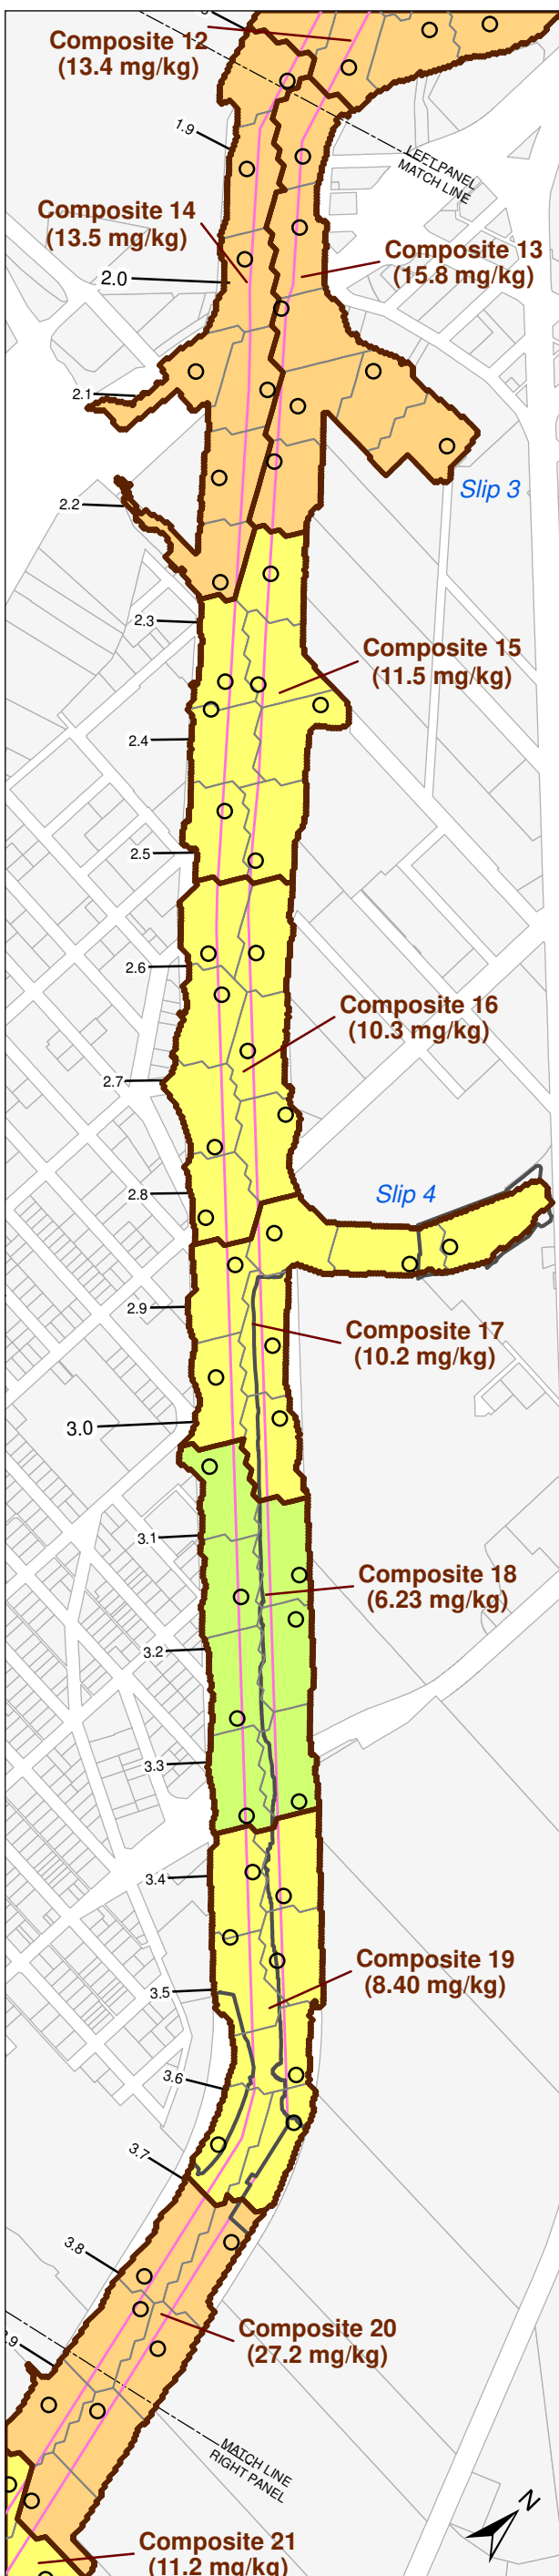 Composite 12
(13.4 mg/kg)
1.9
LEFT PANEL
MATCH LINE
Composite 14
(13.5 mg/kg)
Composite 13
(15.8 mg/kg)
2.0
2.1
Slip 3
2.2
2.3
Composite 15
(11.5 mg/kg)
2.4
2.5
2.6
Composite 16
(10.3 mg/kg)
2.7
2.8
Slip 4
2.9
Composite 17
(10.2 mg/kg)
3.0
3.1
Composite 18
(6.23 mg/kg)
3.2
3.3
3.4
Composite 19
(8.40 mg/kg)
3.5
3.6
3.7
3.8
Composite 20
(27.2 mg/kg)
.9
MATCH LINE
RIGHT PANEL
N
Composite 21
(11.2 mg/kg)